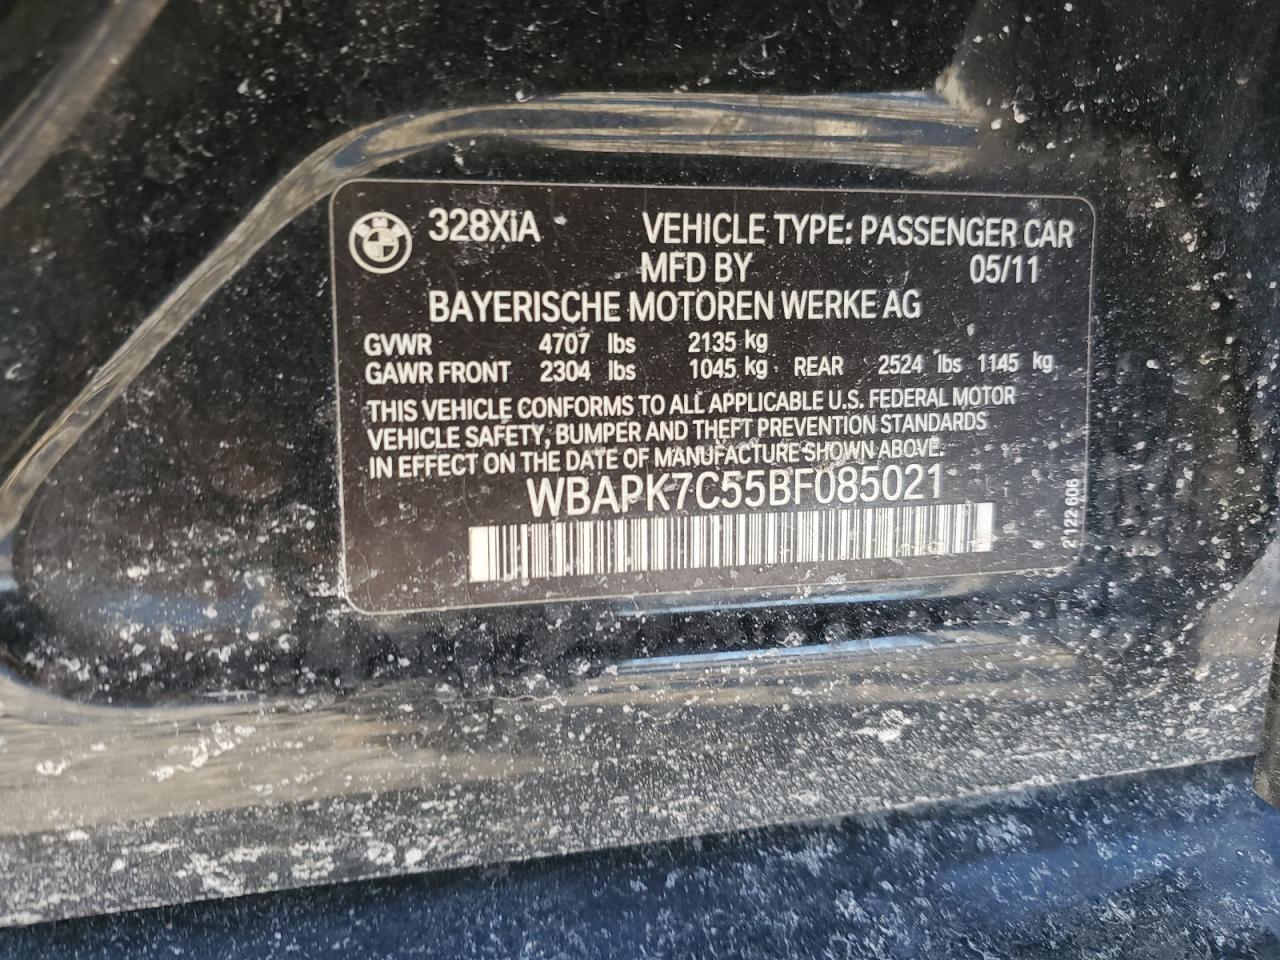 328XiA VEHICLE TYPE: PASSENGER CAR
MFD BY 05/11
BAYERISCHE MOTOREN WERKE AG
GVWR 4707 lbs 2135 kg
GAWR FRONT 2304 lbs 1045 kg REAR 2524 lbs 1145 kg
THIS VEHICLE CONFORMS TO ALL APPLICABLE U.S. FEDERAL MOTOR
VEHICLE SAFETY, BUMPER AND THEFT PREVENTION STANDARDS
IN EFFECT ON THE DATE OF MANUFACTURE SHOWN ABOVE.
WBAPK7C55BF085021
2122 606